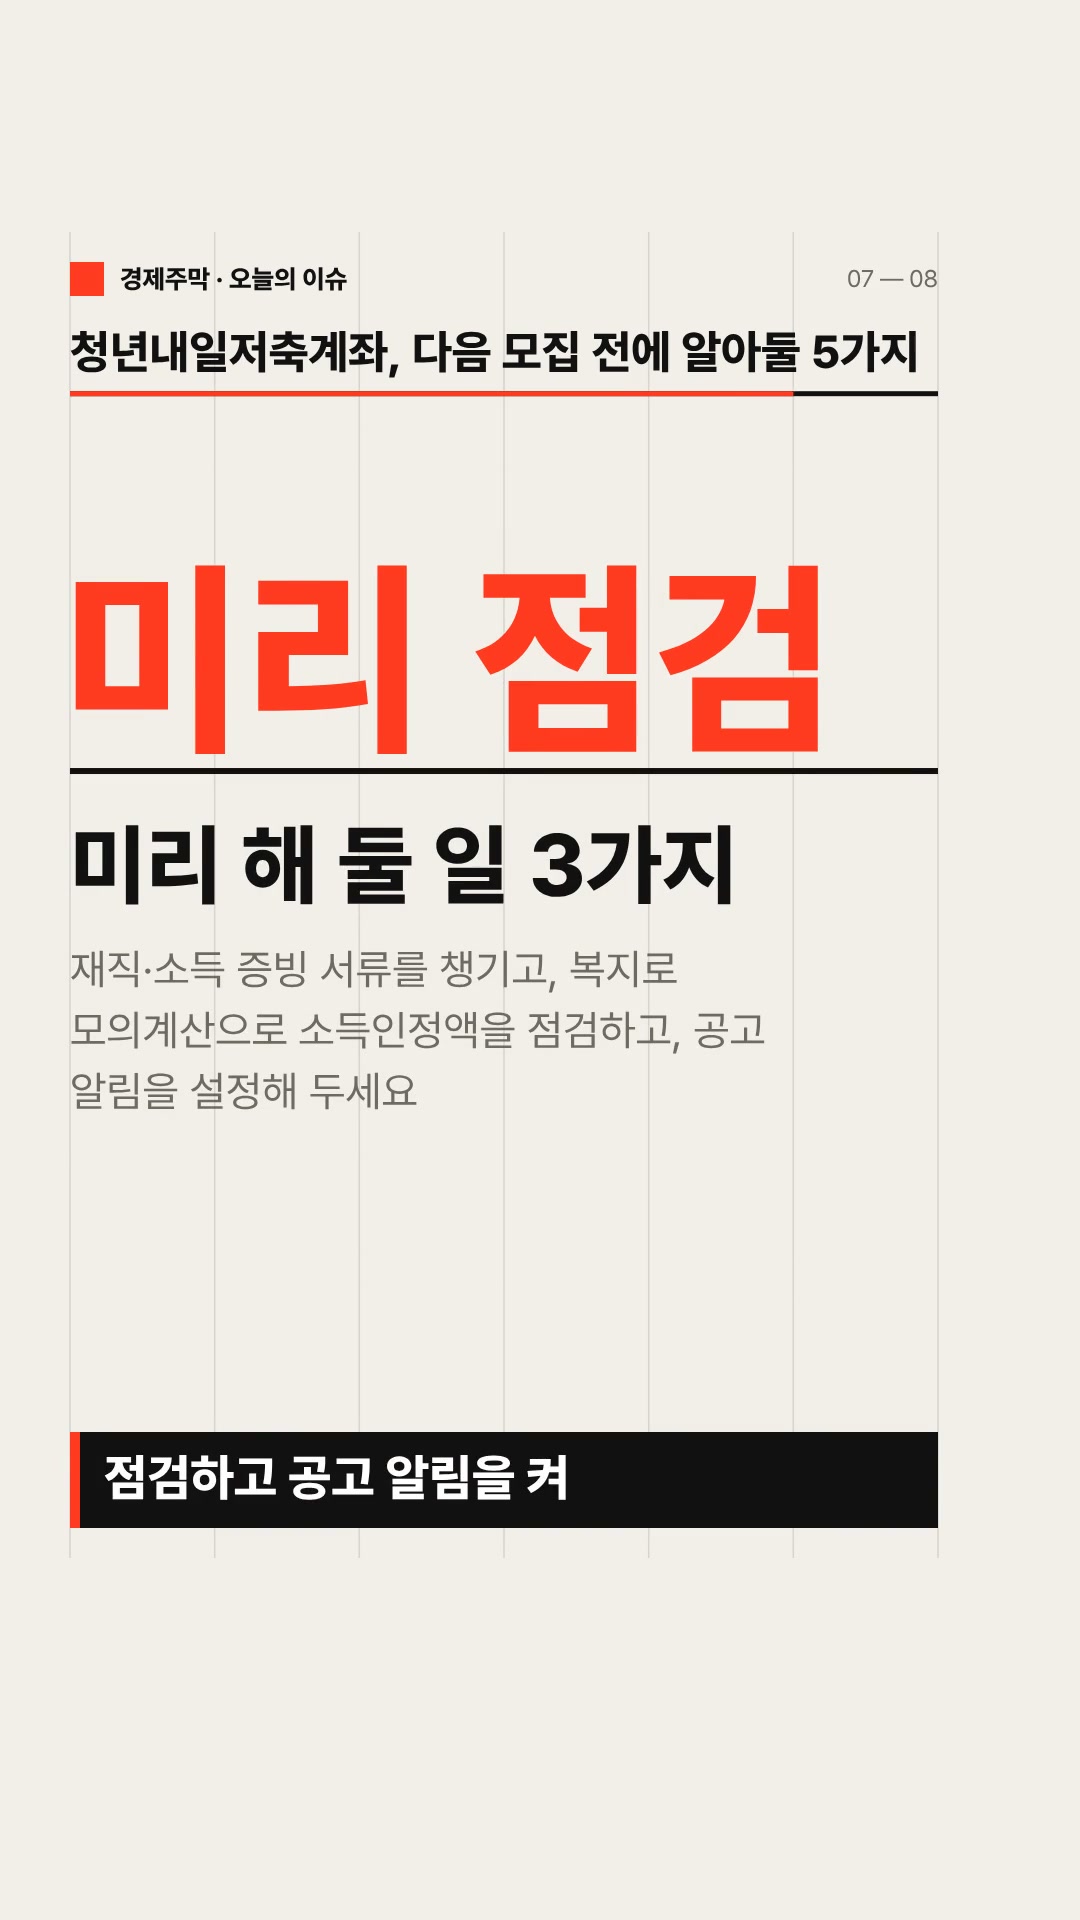 경제주막 · 오늘의 이슈
07 — 08
청년내일저축계좌, 다음 모집 전에 알아둘 5가지
미리 점검
미리 해 둘 일 3가지
재직·소득 증빙 서류를 챙기고, 복지로
모의계산으로 소득인정액을 점검하고, 공고
알림을 설정해 두세요
점검하고 공고 알림을 켜